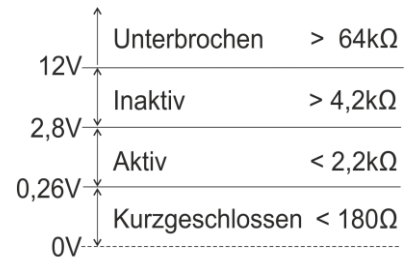 Unterbrochen > 64kΩ
12V
Inaktiv > 4,2kΩ
2,8V
Aktiv < 2,2kΩ
0,26V
Kurzgeschlossen < 180Ω
0V